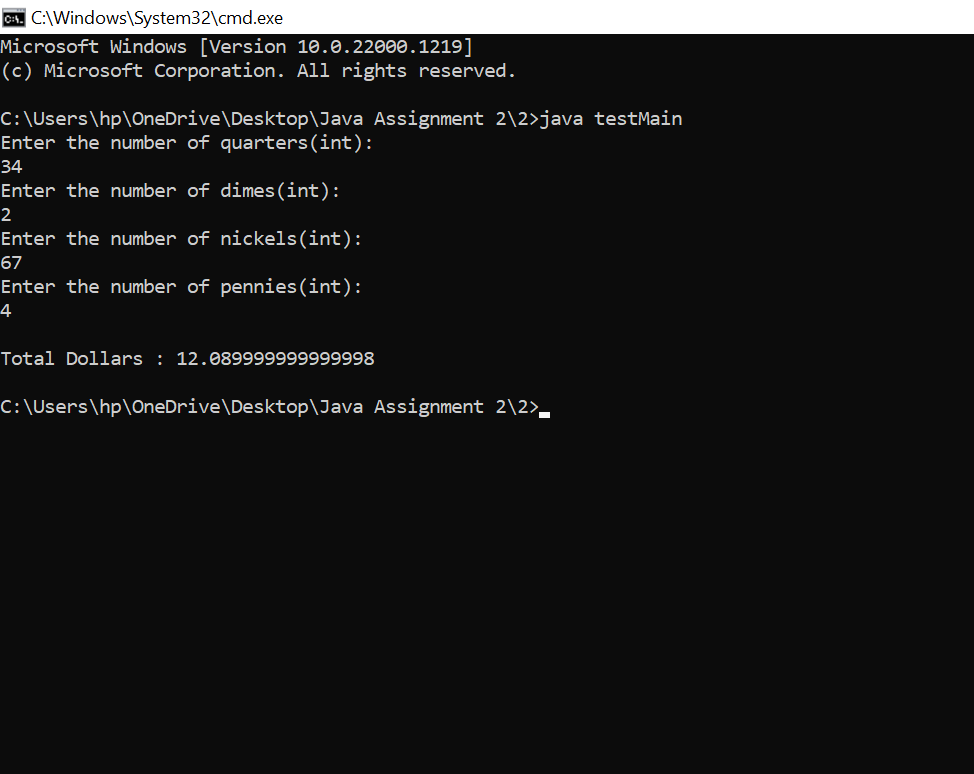 C:\Windows\System32\cmd.exe
Microsoft Windows [Version 10.0.22000.1219]
(c) Microsoft Corporation. All rights reserved.
C:\Users\hp\OneDrive\Desktop\Java Assignment 2\2>java testMain
Enter the number of quarters(int):
34
Enter the number of dimes(int):
2
Enter the number of nickels(int):
67
Enter the number of pennies(int):
4
Total Dollars : 12.089999999999998
C:\Users\hp\OneDrive\Desktop\Java Assignment 2\2>